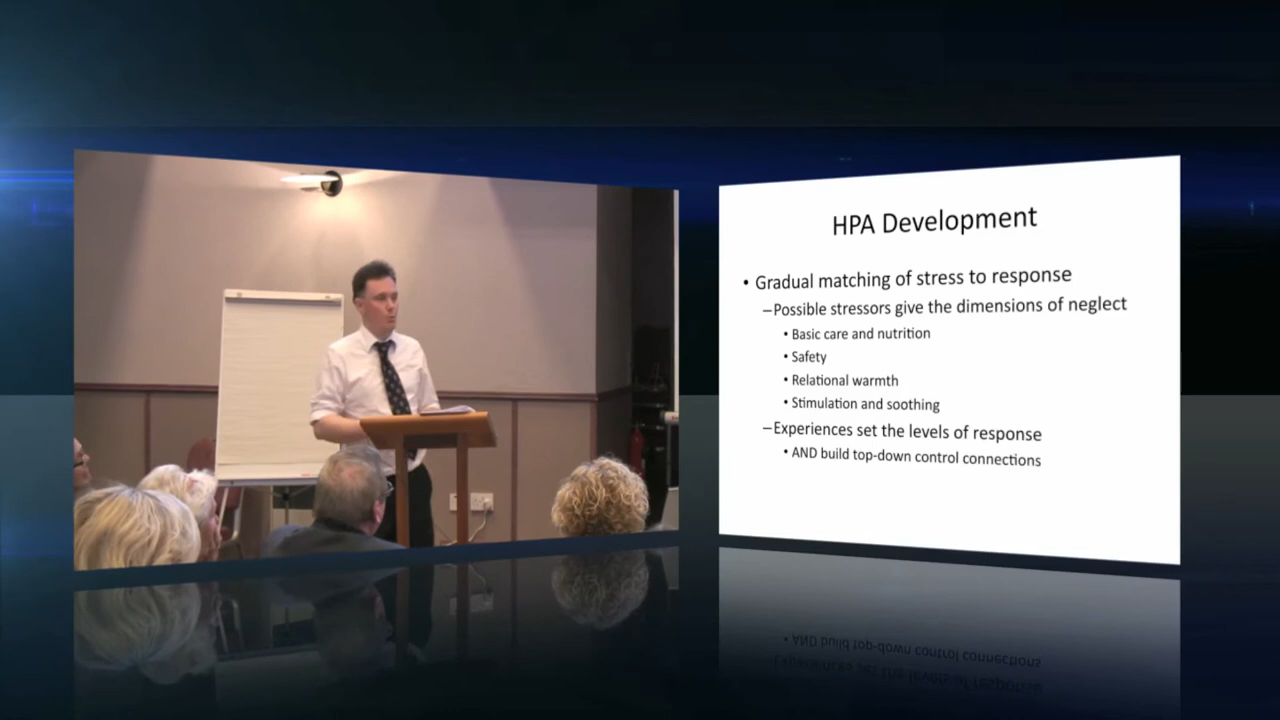 HPA Development
• Gradual matching of stress to response
–Possible stressors give the dimensions of neglect
• Basic care and nutrition
• Safety
• Relational warmth
• Stimulation and soothing
–Experiences set the levels of response
• AND build top-down control connections